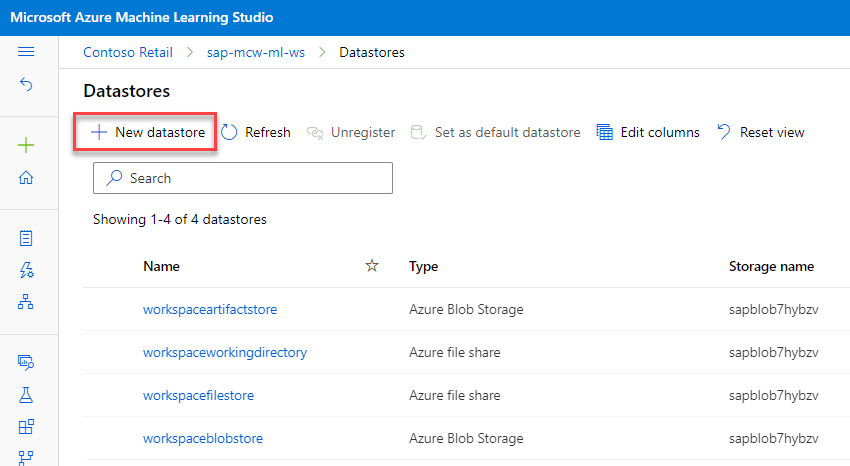 Microsoft Azure Machine Learning Studio
Contoso Retail > sap-mcw-ml-ws > Datastores
Datastores
New datastore Refresh Unregister Set as default datastore Edit columns Reset view
Search
Showing 1-4 of 4 datastores
Name Type Storage name
workspaceartifactstore Azure Blob Storage sapblob7hybzv
workspaceworkingdirectory Azure file share sapblob7hybzv
workspacefilestore Azure file share sapblob7hybzv
workspaceblobstore Azure Blob Storage sapblob7hybzv